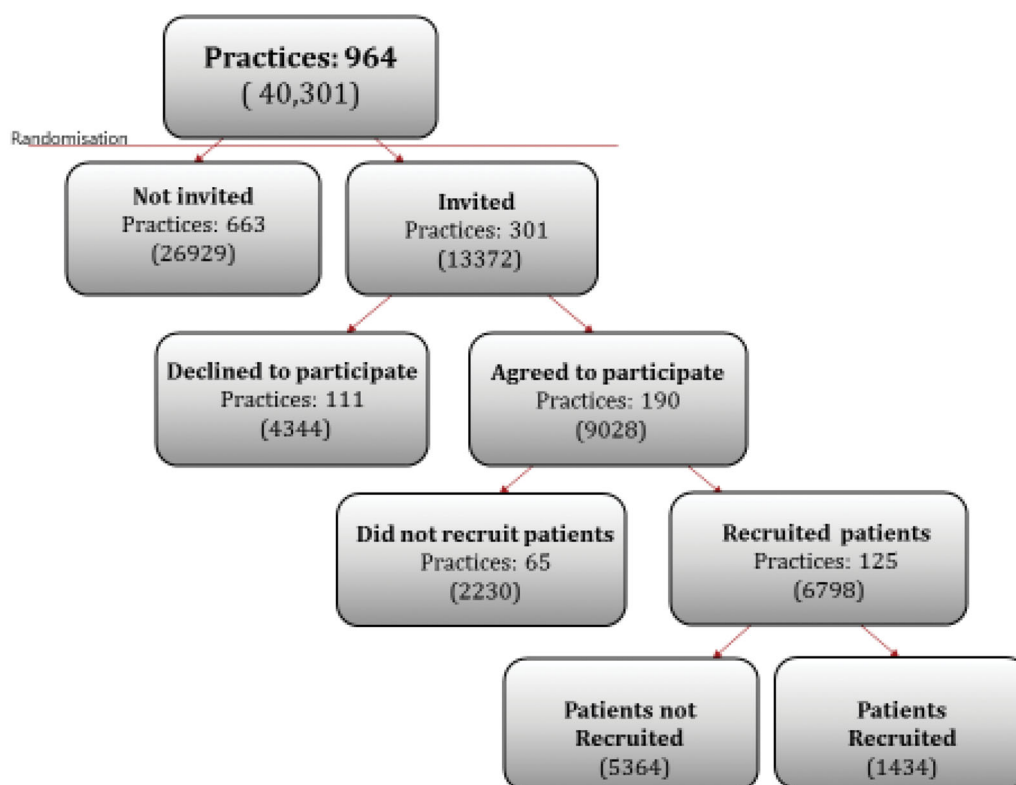 Practices: 964
( 40,301)
Randomisation
Not invited
Practices: 663
(26929)
Invited
Practices: 301
(13372)
Declined to participate
Practices: 111
(4344)
Agreed to participate
Practices: 190
(9028)
Did not recruit patients
Practices: 65
(2230)
Recruited patients
Practices: 125
(6798)
Patients not
Recruited
(5364)
Patients
Recruited
(1434)